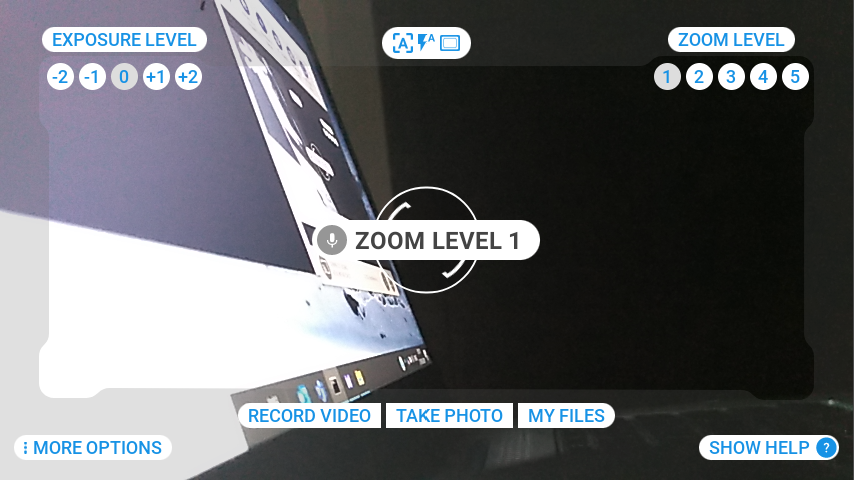 EXPOSURE LEVEL
ZOOM LEVEL
-2 -1 0 +1 +2
1 2 3 4 5
ZOOM LEVEL 1
RECORD VIDEO TAKE PHOTO MY FILES
MORE OPTIONS
SHOW HELP ?